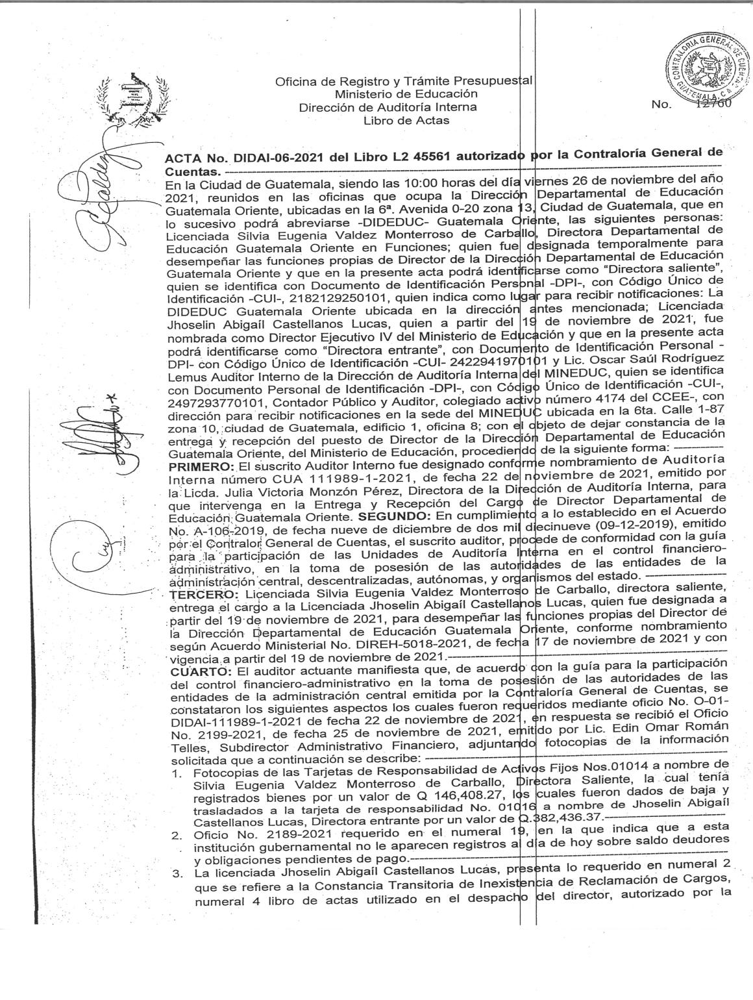 CONTRALORIA GENERAL DE CUENTAS
GUATEMALA, C.A.
Oficina de Registro y Trámite Presupuestal
Ministerio de Educación
Dirección de Auditoría Interna
Libro de Actas
No. 12760
ACTA No. DIDAI-06-2021 del Libro L2 45561 autorizado por la Contraloría General de
Cuentas. ----------
En la Ciudad de Guatemala, siendo las 10:00 horas del día viernes 26 de noviembre del año
2021, reunidos en las oficinas que ocupa la Dirección Departamental de Educación
Guatemala Oriente, ubicadas en la 6ª. Avenida 0-20 zona 13, Ciudad de Guatemala, que en
lo sucesivo podrá abreviarse -DIDEDUC- Guatemala Oriente, las siguientes personas:
Licenciada Silvia Eugenia Valdez Monterroso de Carballo, Directora Departamental de
Educación Guatemala Oriente en Funciones; quien fue designada temporalmente para
desempeñar las funciones propias de Director de la Dirección Departamental de Educación
Guatemala Oriente y que en la presente acta podrá identificarse como “Directora saliente”,
quien se identifica con Documento de Identificación Personal -DPI-, con Código Único de
Identificación -CUI-, 2182129250101, quien indica como lugar para recibir notificaciones: La
DIDEDUC Guatemala Oriente ubicada en la dirección antes mencionada; Licenciada
Jhoselin Abigaíl Castellanos Lucas, quien a partir del 19 de noviembre de 2021, fue
nombrada como Director Ejecutivo IV del Ministerio de Educación y que en la presente acta
podrá identificarse como “Directora entrante”, con Documento de Identificación Personal -
DPI- con Código Único de Identificación -CUI- 2422941970101 y Lic. Oscar Saúl Rodríguez
Lemus Auditor Interno de la Dirección de Auditoría Interna del MINEDUC, quien se identifica
con Documento Personal de Identificación -DPI-, con Código Único de Identificación -CUI-,
2497293770101, Contador Público y Auditor, colegiado activo número 4174 del CCEE-, con
dirección para recibir notificaciones en la sede del MINEDUC ubicada en la 6ta. Calle 1-87
zona 10, ciudad de Guatemala, edificio 1, oficina 8; con el objeto de dejar constancia de la
entrega y recepción del puesto de Director de la Dirección Departamental de Educación
Guatemala Oriente, del Ministerio de Educación, procediendo de la siguiente forma: ----------
PRIMERO: El suscrito Auditor Interno fue designado conforme nombramiento de Auditoría
Interna número CUA 111989-1-2021, de fecha 22 de noviembre de 2021, emitido por
la Licda. Julia Victoria Monzón Pérez, Directora de la Dirección de Auditoría Interna, para
que intervenga en la Entrega y Recepción del Cargo de Director Departamental de
Educación Guatemala Oriente. SEGUNDO: En cumplimiento a lo establecido en el Acuerdo
No. A-106-2019, de fecha nueve de diciembre de dos mil diecinueve (09-12-2019), emitido
por el Contralor General de Cuentas, el suscrito auditor, procede de conformidad con la guía
para la participación de las Unidades de Auditoría Interna en el control financiero-
administrativo, en la toma de posesión de las autoridades de las entidades de la
administración central, descentralizadas, autónomas, y organismos del estado. ----------
TERCERO: Licenciada Silvia Eugenia Valdez Monterroso de Carballo, directora saliente,
entrega el cargo a la Licenciada Jhoselin Abigaíl Castellanos Lucas, quien fue designada a
partir del 19 de noviembre de 2021, para desempeñar las funciones propias del Director de
la Dirección Departamental de Educación Guatemala Oriente, conforme nombramiento
según Acuerdo Ministerial No. DIREH-5018-2021, de fecha 17 de noviembre de 2021 y con
vigencia a partir del 19 de noviembre de 2021.----------
CUARTO: El auditor actuante manifiesta que, de acuerdo con la guía para la participación
del control financiero-administrativo en la toma de posesión de las autoridades de las
entidades de la administración central emitida por la Contraloría General de Cuentas, se
constataron los siguientes aspectos los cuales fueron requeridos mediante oficio No. O-01-
DIDAI-111989-1-2021 de fecha 22 de noviembre de 2021, en respuesta se recibió el Oficio
No. 2199-2021, de fecha 25 de noviembre de 2021, emitido por Lic. Edin Omar Román
Telles, Subdirector Administrativo Financiero, adjuntando fotocopias de la información
solicitada que a continuación se describe: ----------
1. Fotocopias de las Tarjetas de Responsabilidad de Activos Fijos Nos.01014 a nombre de
Silvia Eugenia Valdez Monterroso de Carballo, Directora Saliente, la cual tenía
registrados bienes por un valor de Q 146,408.27, los cuales fueron dados de baja y
trasladados a la tarjeta de responsabilidad No. 01016 a nombre de Jhoselin Abigaíl
Castellanos Lucas, Directora entrante por un valor de Q.382,436.37.----------
2. Oficio No. 2189-2021 requerido en el numeral 19, en la que indica que a esta
institución gubernamental no le aparecen registros al día de hoy sobre saldo deudores
y obligaciones pendientes de pago.----------
3. La licenciada Jhoselin Abigaíl Castellanos Lucas, presenta lo requerido en numeral 2
que se refiere a la Constancia Transitoria de Inexistencia de Reclamación de Cargos,
numeral 4 libro de actas utilizado en el despacho del director, autorizado por la